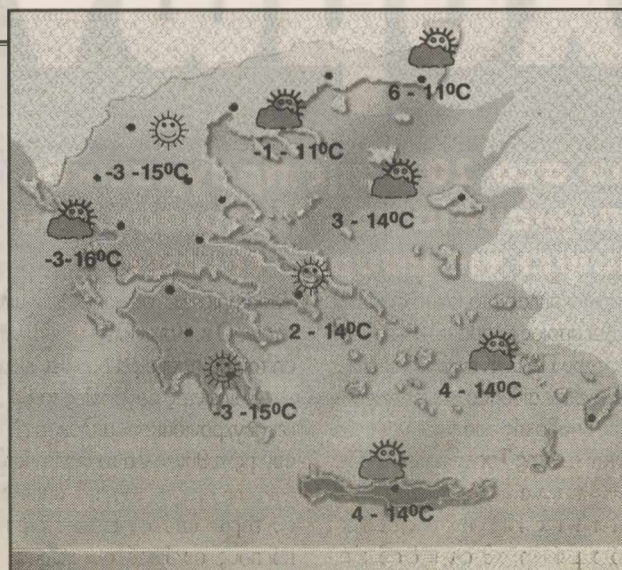 6 - 11⁰C
-1 - 11⁰C
-3 -15⁰C
3 - 14⁰C
-3-16⁰C
2 - 14⁰C
4 - 14⁰C
-3 -15⁰C
4 - 14⁰C